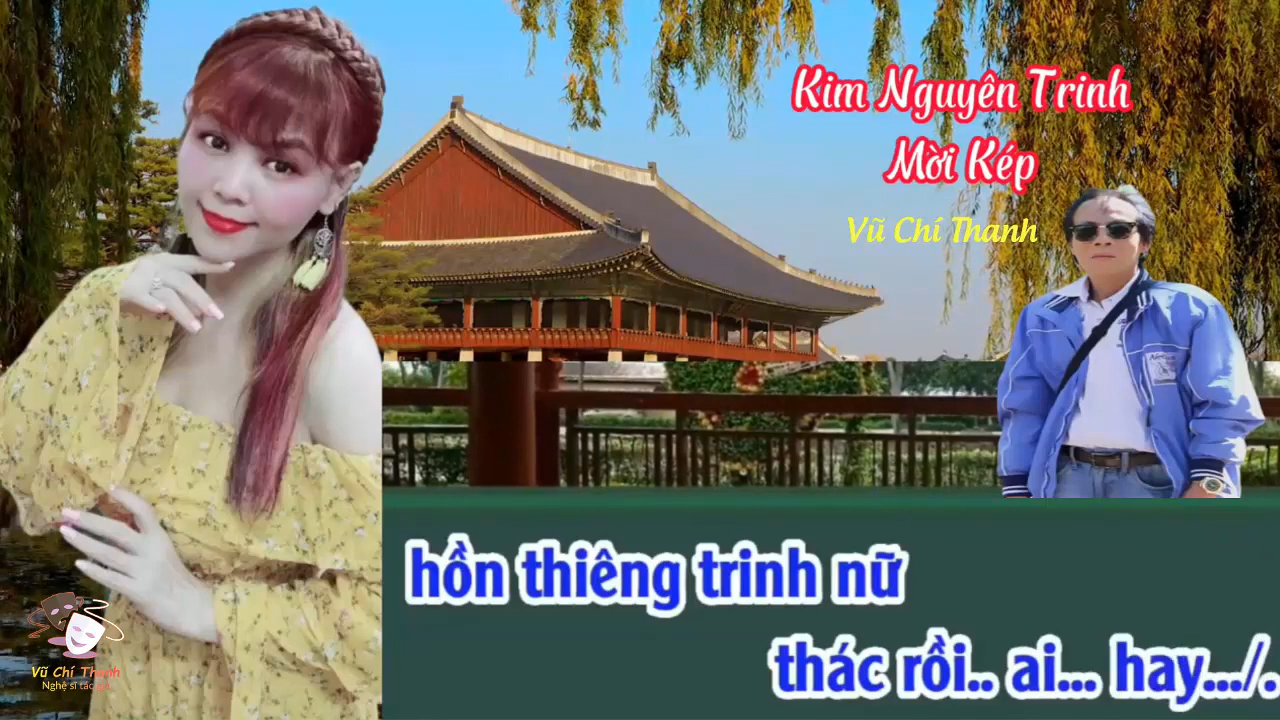 Kim Nguyên Trinh
Mời Kép
Vũ Chí Thanh
hồn thiêng trinh nữ
thác rồi.. ai... hay.../.
Vũ Chí Thanh
Nghệ sĩ tác giả